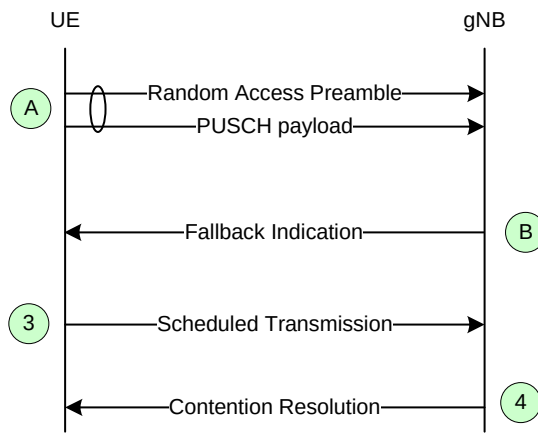 UE
gNB
Random Access Preamble
A
PUSCH payload
Fallback Indication
B
3
Scheduled Transmission
4
Contention Resolution